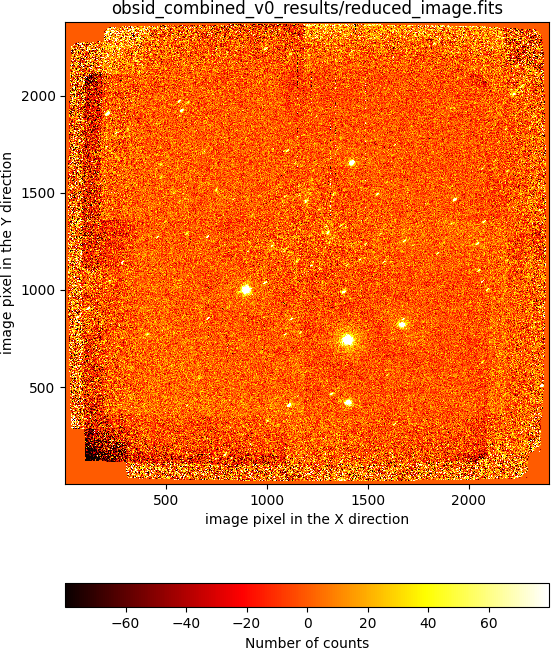 obsid_combined_v0_results/reduced_image.fits
image pixel in the Y direction
2000
1500
1000
500
500 1000 1500 2000
image pixel in the X direction
−60 −40 −20 0 20 40 60
Number of counts